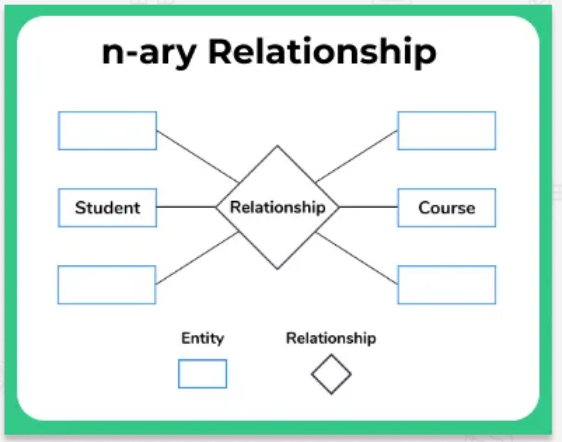 n-ary Relationship
Student
Relationship
Course
Entity
Relationship